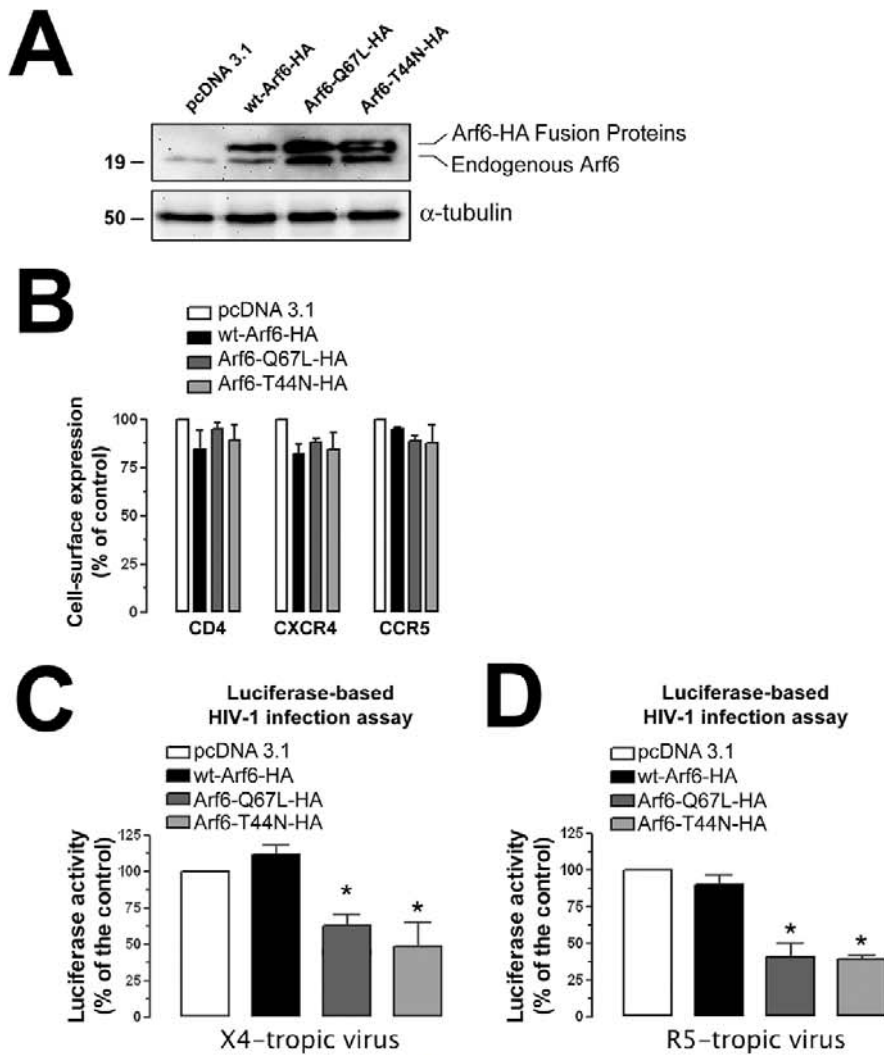 A
pcDNA 3.1
wt-Arf6-HA
Arf6-Q67L-HA
Arf6-T44N-HA
Arf6-HA Fusion Proteins
19
Endogenous Arf6
50
α-tubulin
B
pcDNA 3.1
wt-Arf6-HA
Arf6-Q67L-HA
Arf6-T44N-HA
Cell-surface expression
(% of control)
100
75
50
25
0
CD4 CXCR4 CCR5
C
Luciferase-based
HIV-1 infection assay
pcDNA 3.1
wt-Arf6-HA
Arf6-Q67L-HA
Arf6-T44N-HA
Luciferase activity
(% of the control)
125
100
75
50
25
0
* *
X4-tropic virus
D
Luciferase-based
HIV-1 infection assay
pcDNA 3.1
wt-Arf6-HA
Arf6-Q67L-HA
Arf6-T44N-HA
Luciferase activity
(% of the control)
125
100
75
50
25
0
* *
R5-tropic virus